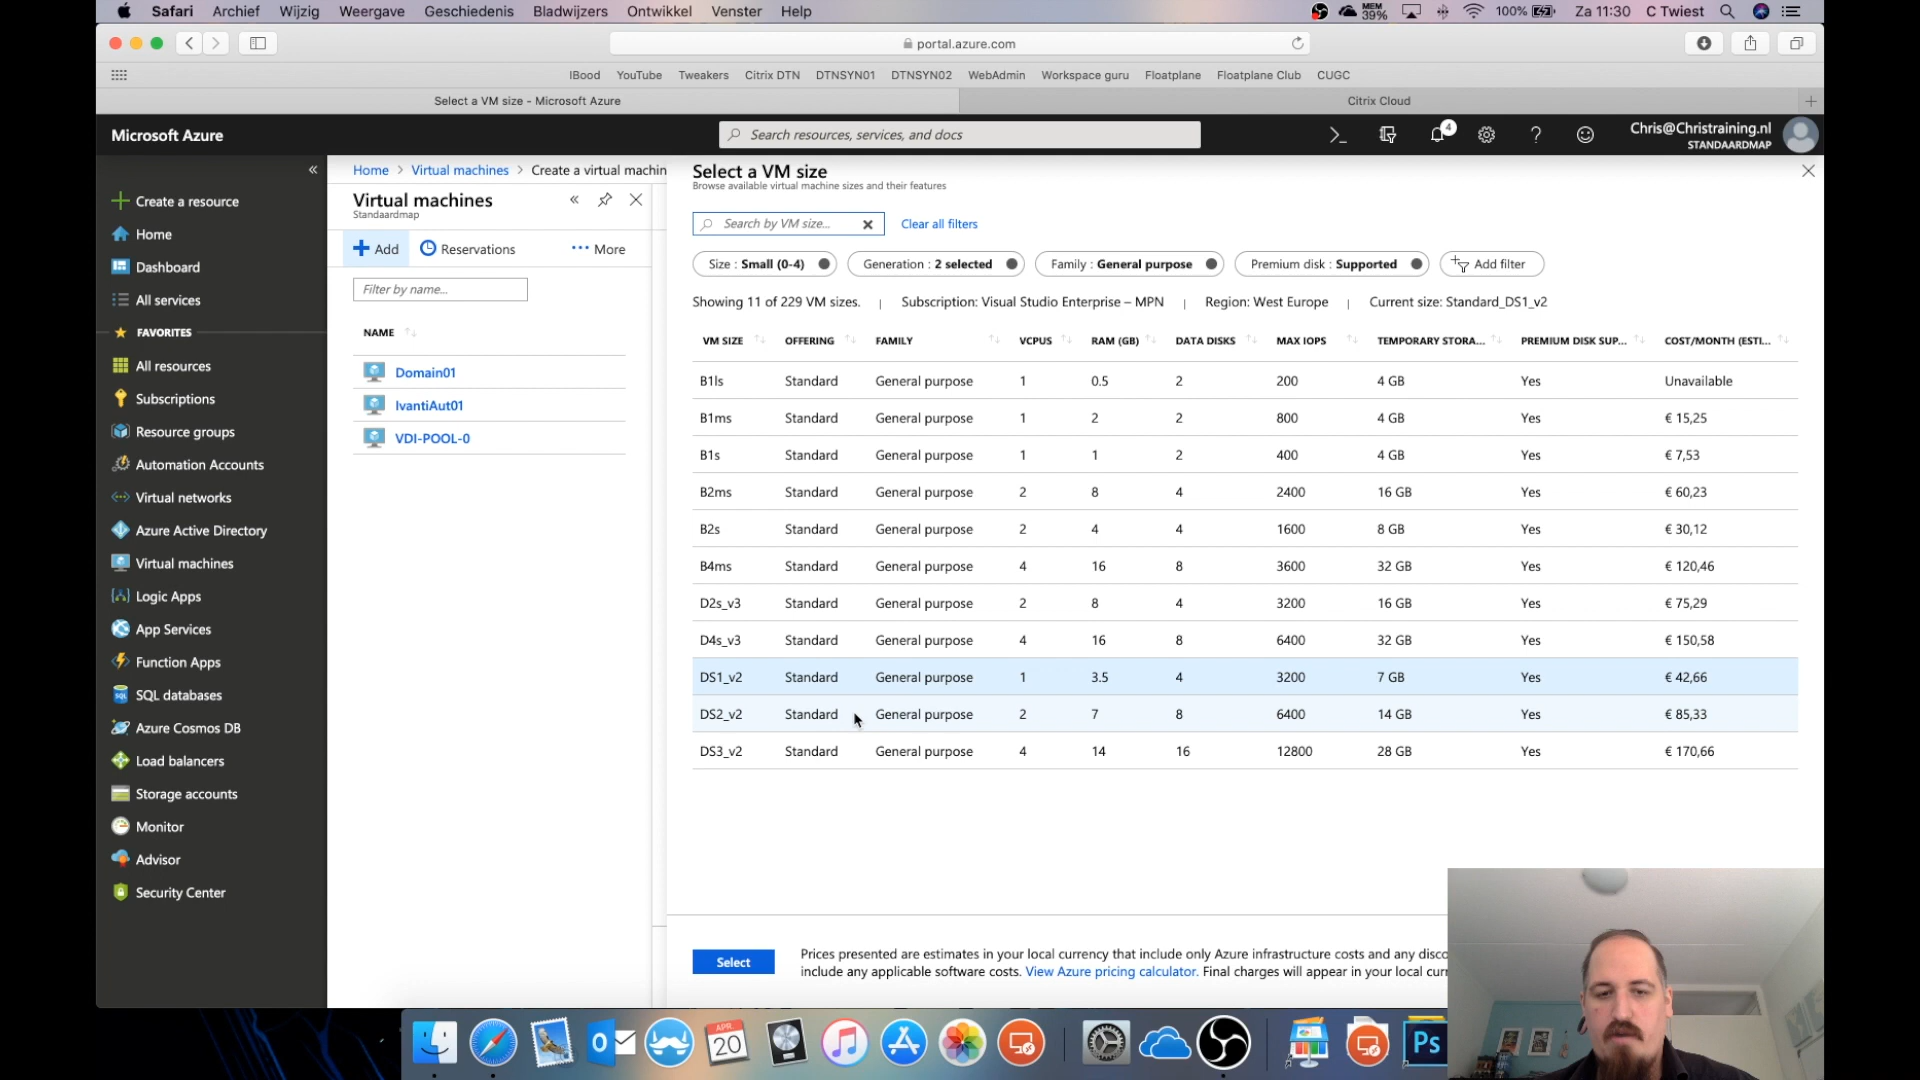 Safari Archief Wijzig Weergave Geschiedenis Bladwijzers Ontwikkel Venster Help MEM 39% 100% Za 11:30 C Twiest
portal.azure.com
IBood YouTube Tweakers Citrix DTN DTNSYN01 DTNSYN02 WebAdmin Workspace guru Floatplane Floatplane Club CUGC
Select a VM size - Microsoft Azure Citrix Cloud
Microsoft Azure
Search resources, services, and docs
4
Chris@Christraining.nl
STANDAARDMAP
Create a resource
Home
Dashboard
All services
FAVORITES
All resources
Subscriptions
Resource groups
Automation Accounts
Virtual networks
Azure Active Directory
Virtual machines
Logic Apps
App Services
Function Apps
SQL databases
Azure Cosmos DB
Load balancers
Storage accounts
Monitor
Advisor
Security Center
Home > Virtual machines > Create a virtual machin
Virtual machines
Standaardmap
Add Reservations More
Filter by name...
NAME
Domain01
IvantiAut01
VDI-POOL-0
Select a VM size
Browse available virtual machine sizes and their features
Search by VM size... Clear all filters
Size : Small (0-4) Generation : 2 selected Family : General purpose Premium disk : Supported Add filter
Showing 11 of 229 VM sizes. | Subscription: Visual Studio Enterprise – MPN | Region: West Europe | Current size: Standard_DS1_v2
VM SIZE OFFERING FAMILY VCPUS RAM (GB) DATA DISKS MAX IOPS TEMPORARY STORA... PREMIUM DISK SUP... COST/MONTH (ESTI...
B1ls Standard General purpose 1 0.5 2 200 4 GB Yes Unavailable
B1ms Standard General purpose 1 2 2 800 4 GB Yes € 15,25
B1s Standard General purpose 1 1 2 400 4 GB Yes € 7,53
B2ms Standard General purpose 2 8 4 2400 16 GB Yes € 60,23
B2s Standard General purpose 2 4 4 1600 8 GB Yes € 30,12
B4ms Standard General purpose 4 16 8 3600 32 GB Yes € 120,46
D2s_v3 Standard General purpose 2 8 4 3200 16 GB Yes € 75,29
D4s_v3 Standard General purpose 4 16 8 6400 32 GB Yes € 150,58
DS1_v2 Standard General purpose 1 3.5 4 3200 7 GB Yes € 42,66
DS2_v2 Standard General purpose 2 7 8 6400 14 GB Yes € 85,33
DS3_v2 Standard General purpose 4 14 16 12800 28 GB Yes € 170,66
Select
Prices presented are estimates in your local currency that include only Azure infrastructure costs and any disco
include any applicable software costs. View Azure pricing calculator. Final charges will appear in your local curr
APR
20
Ps